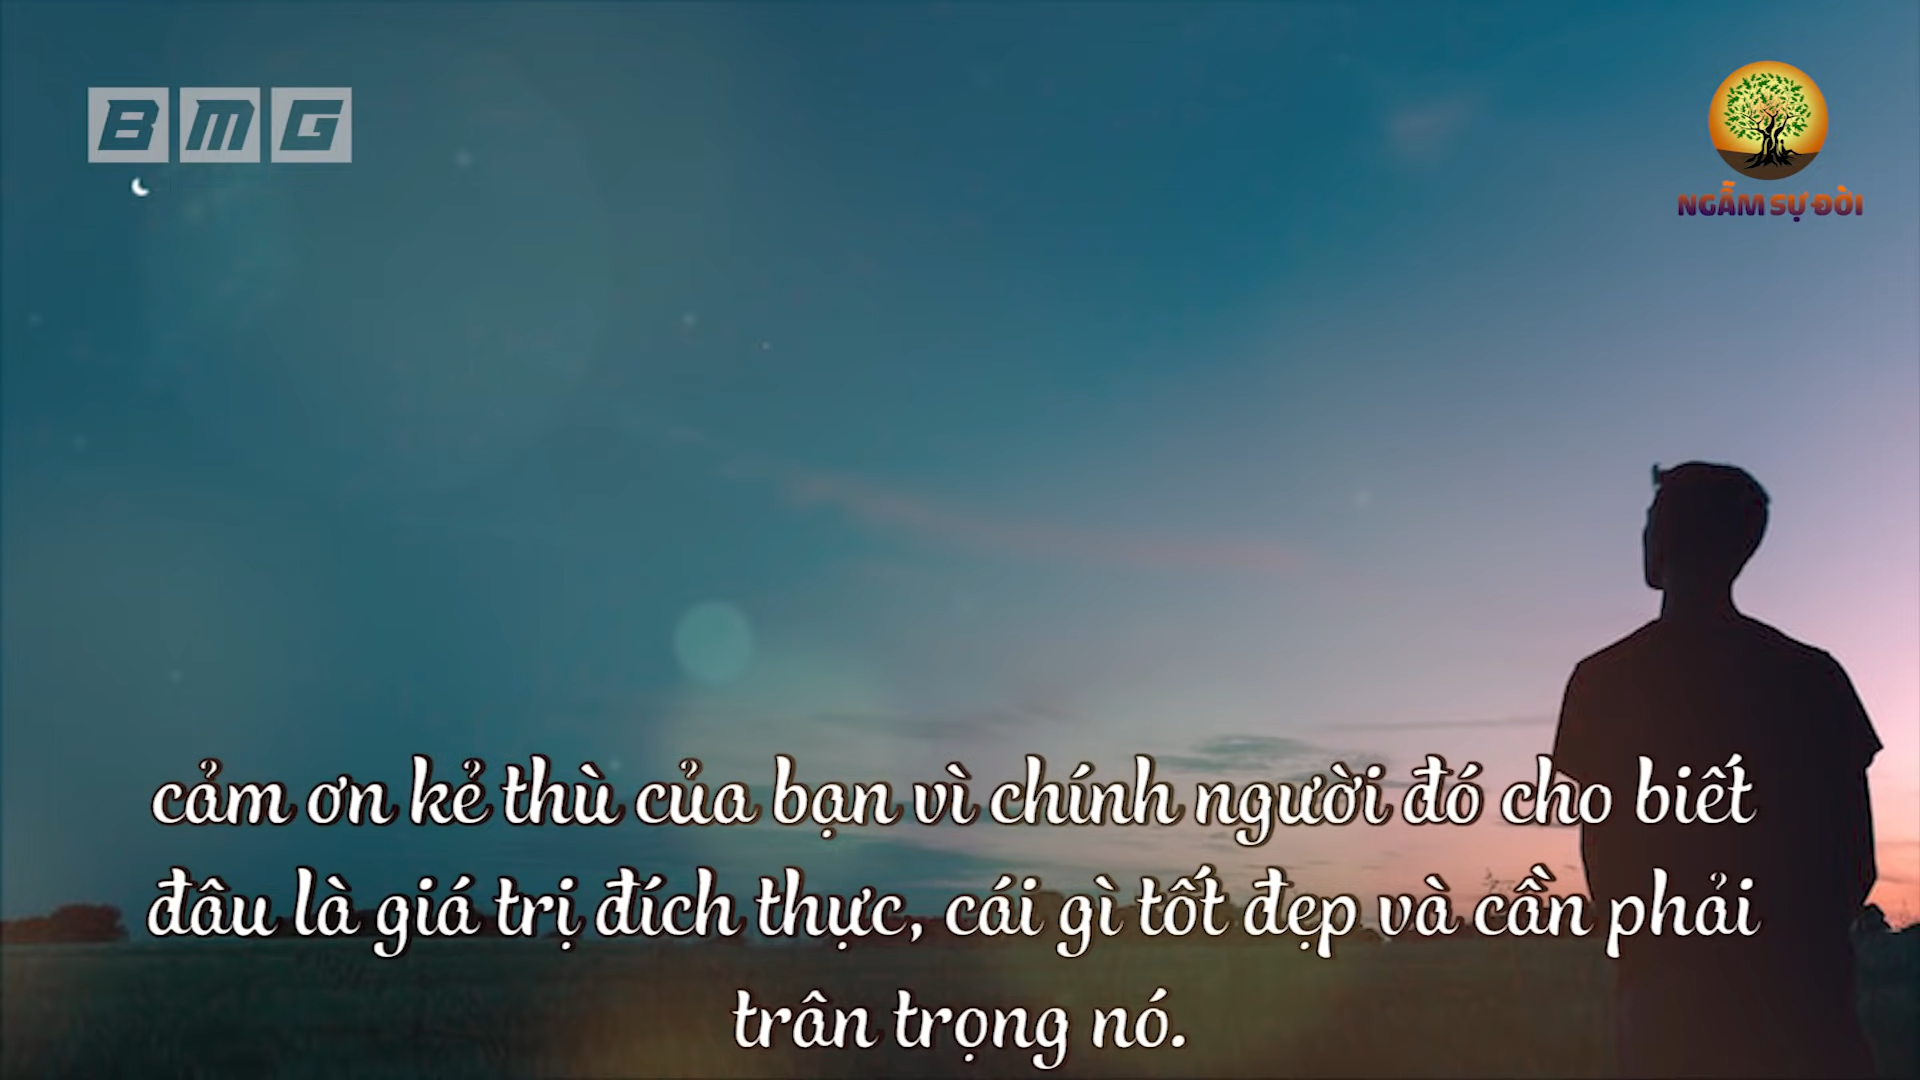 BMG
NGẪM SỰ ĐỜI
cảm ơn kẻ thù của bạn vì chính người đó cho biết
đâu là giá trị đích thực, cái gì tốt đẹp và cần phải
trân trọng nó.